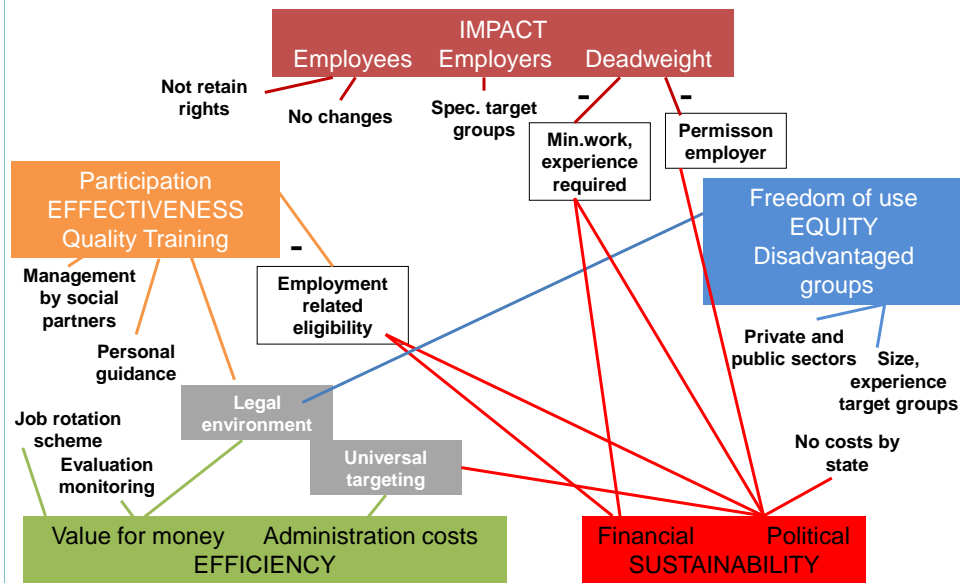 IMPACT
Employees Employers Deadweight
Not retain
rights
No changes
Spec. target
groups
-
-
Min.work,
experience
required
Permisson
employer
Participation
EFFECTIVENESS
Quality Training
Freedom of use
EQUITY
Disadvantaged
groups
-
Management
by social
partners
Employment
related
eligibility
Personal
guidance
Private and
public sectors
Size,
experience
target groups
Legal
environment
Job rotation
scheme
Evaluation
monitoring
Universal
targeting
No costs by
state
Value for money Administration costs
EFFICIENCY
Financial Political
SUSTAINABILITY